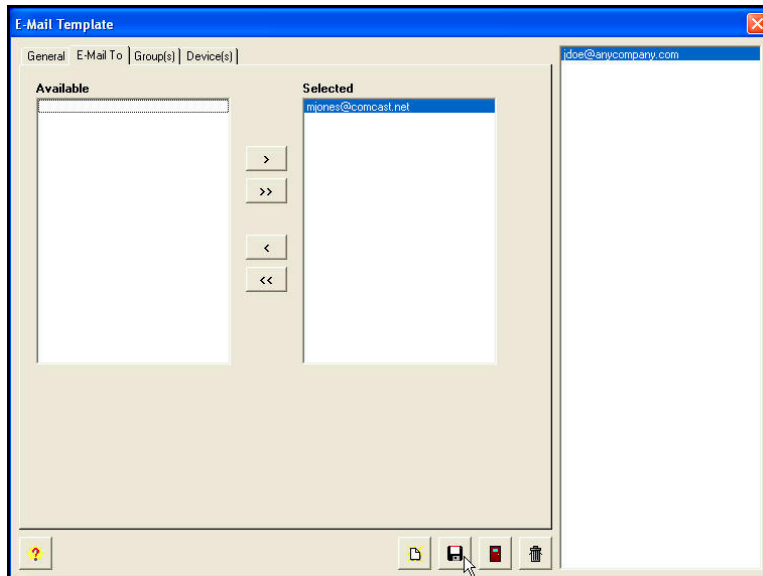 E-Mail Template
General E-Mail To Group(s) Device(s)
jdoe@anycompany.com
Available Selected
mjones@comcast.net
>
>>
<
<<
?